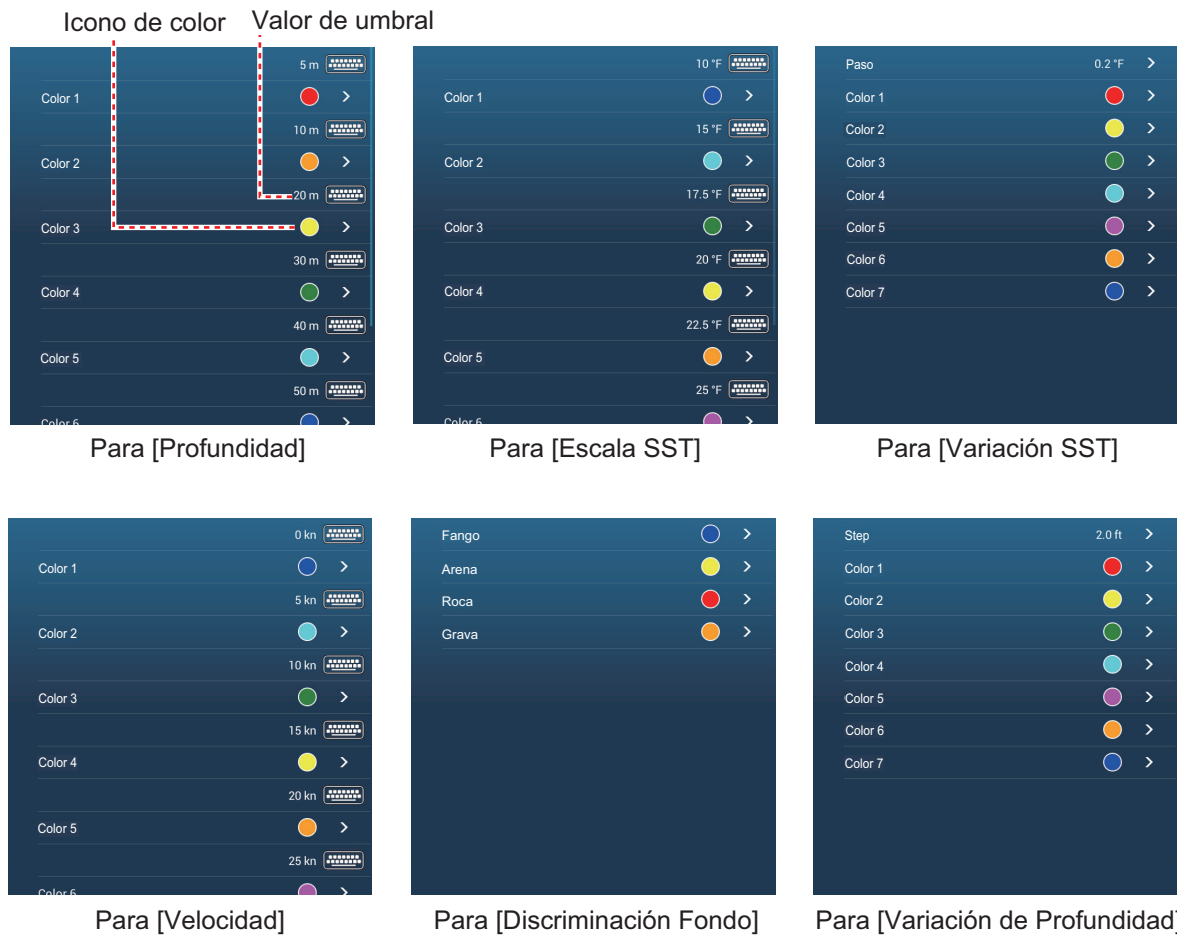 Icono de color Valor de umbral
5 m
Color 1
10 m
Color 2
20 m
Color 3
30 m
Color 4
40 m
Color 5
50 m
Color 6
Para [Profundidad]
10 °F
Color 1
15 °F
Color 2
17.5 °F
Color 3
20 °F
Color 4
22.5 °F
Color 5
25 °F
Color 6
Para [Escala SST]
Paso 0.2 °F
Color 1
Color 2
Color 3
Color 4
Color 5
Color 6
Color 7
Para [Variación SST]
0 kn
Color 1
5 kn
Color 2
10 kn
Color 3
15 kn
Color 4
20 kn
Color 5
25 kn
Color 6
Para [Velocidad]
Fango
Arena
Roca
Grava
Para [Discriminación Fondo]
Step 2.0 ft
Color 1
Color 2
Color 3
Color 4
Color 5
Color 6
Color 7
Para [Variación de Profundidad]